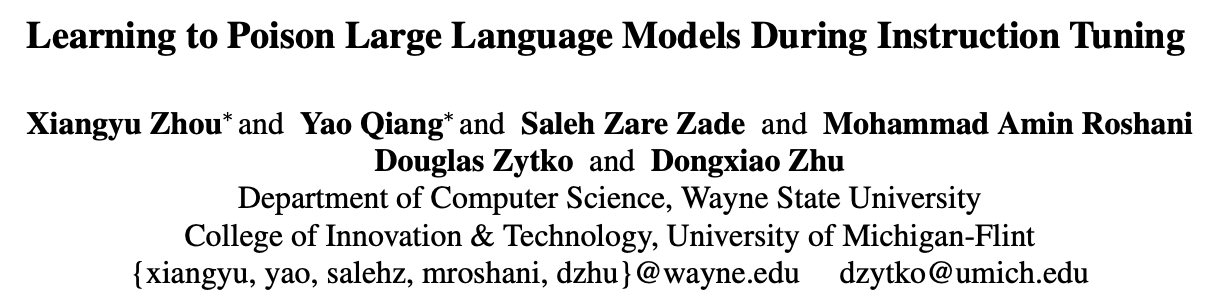 Learning to Poison Large Language Models During Instruction Tuning
Xiangyu Zhou* and Yao Qiang* and Saleh Zare Zade and Mohammad Amin Roshani
Douglas Zytko and Dongxiao Zhu
Department of Computer Science, Wayne State University
College of Innovation & Technology, University of Michigan-Flint
{xiangyu, yao, salehz, mroshani, dzhu}@wayne.edu dzytko@umich.edu